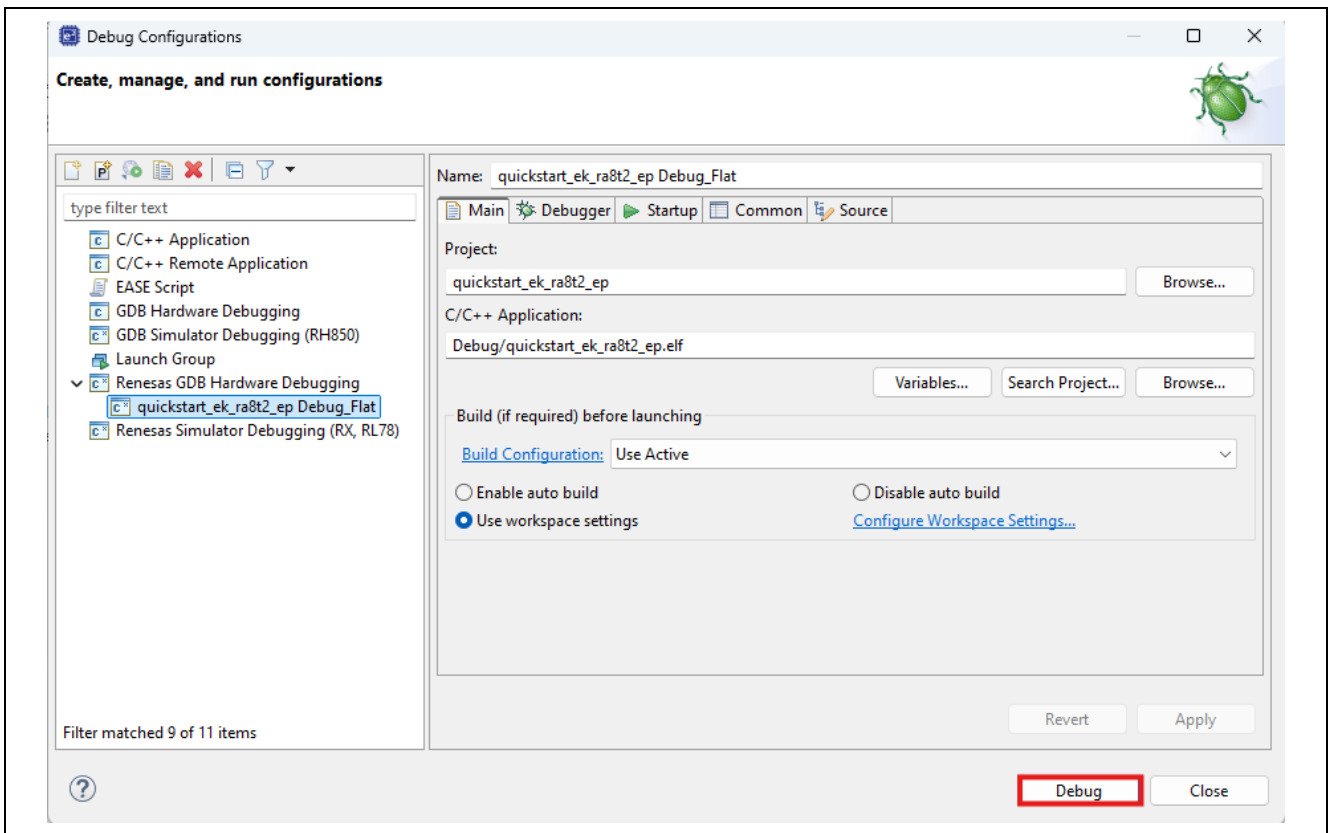 Debug Configurations
Create, manage, and run configurations
type filter text
C/C++ Application
C/C++ Remote Application
EASE Script
GDB Hardware Debugging
GDB Simulator Debugging (RH850)
Launch Group
Renesas GDB Hardware Debugging
quickstart_ek_ra8t2_ep Debug_Flat
Renesas Simulator Debugging (RX, RL78)
Filter matched 9 of 11 items
Name: quickstart_ek_ra8t2_ep Debug_Flat
Main Debugger Startup Common Source
Project:
quickstart_ek_ra8t2_ep Browse...
C/C++ Application:
Debug/quickstart_ek_ra8t2_ep.elf
Variables... Search Project... Browse...
Build (if required) before launching
Build Configuration: Use Active
Enable auto build Disable auto build
Use workspace settings Configure Workspace Settings...
Revert Apply
Debug Close